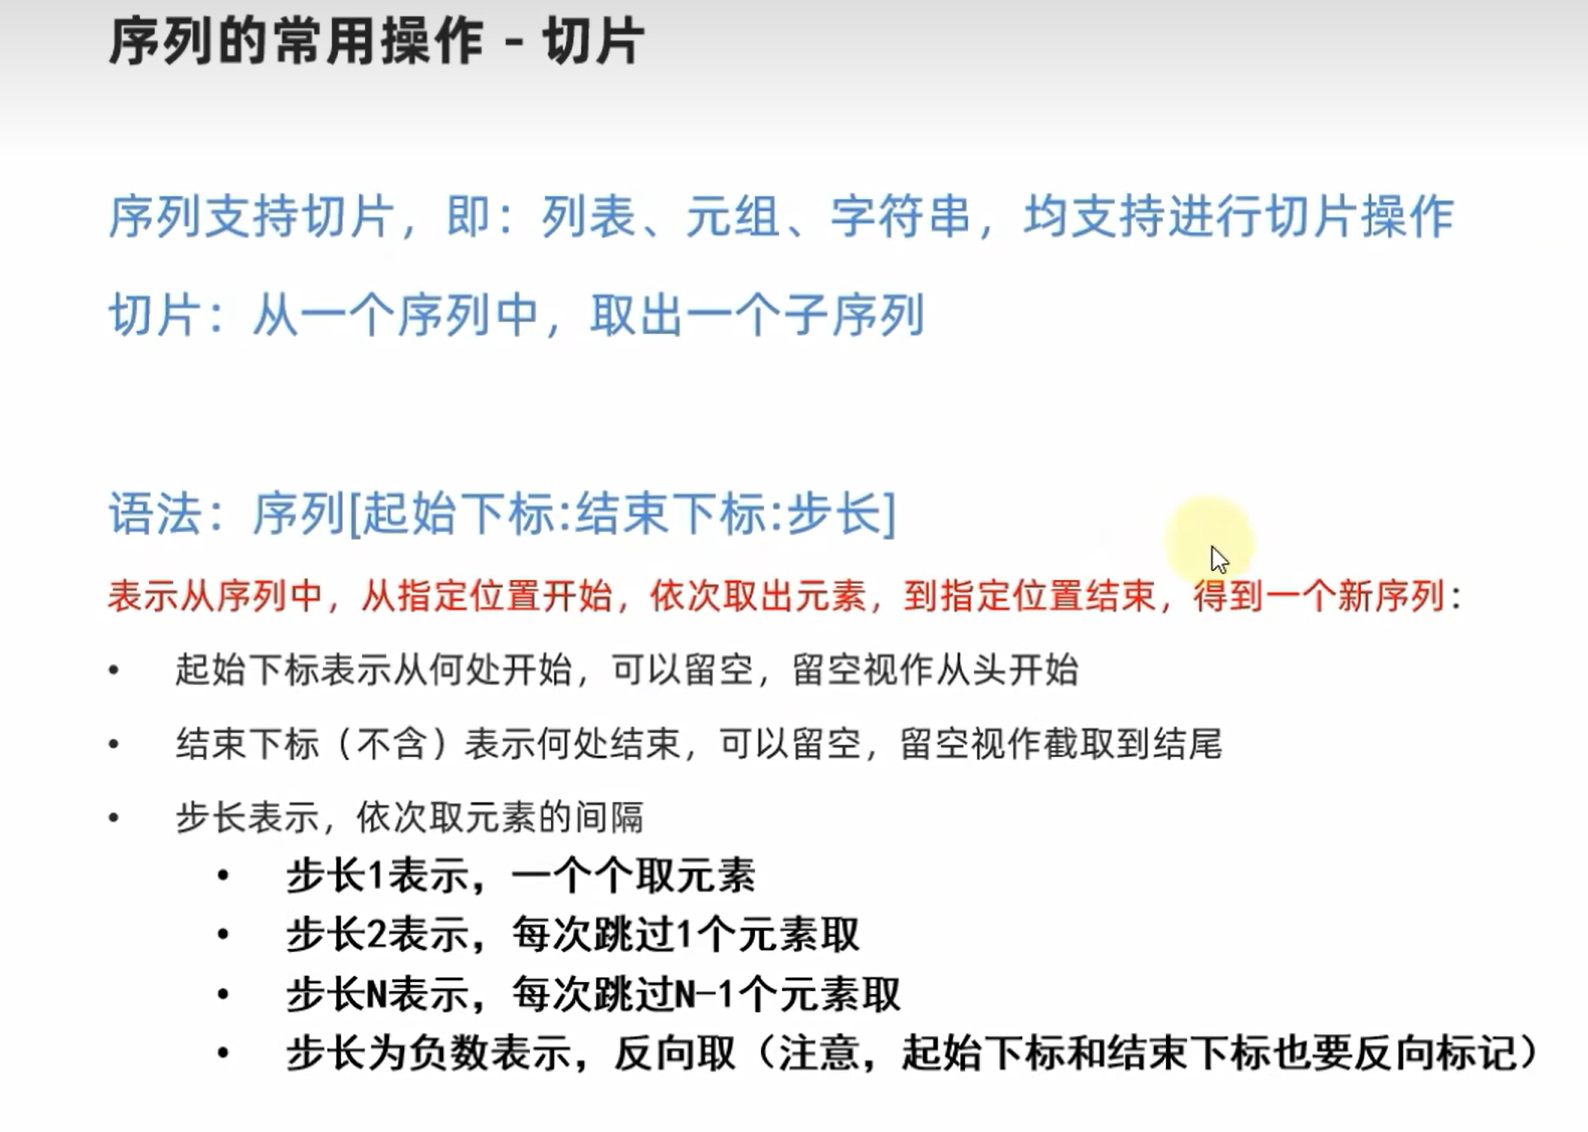 序列的常用操作 - 切片
序列支持切片，即：列表、元组、字符串，均支持进行切片操作
切片：从一个序列中，取出一个子序列
语法：序列[起始下标:结束下标:步长]
表示从序列中，从指定位置开始，依次取出元素，到指定位置结束，得到一个新序列：
• 起始下标表示从何处开始，可以留空，留空视作从头开始
• 结束下标（不含）表示何处结束，可以留空，留空视作截取到结尾
• 步长表示，依次取元素的间隔
• 步长1表示，一个个取元素
• 步长2表示，每次跳过1个元素取
• 步长N表示，每次跳过N-1个元素取
• 步长为负数表示，反向取（注意，起始下标和结束下标也要反向标记）